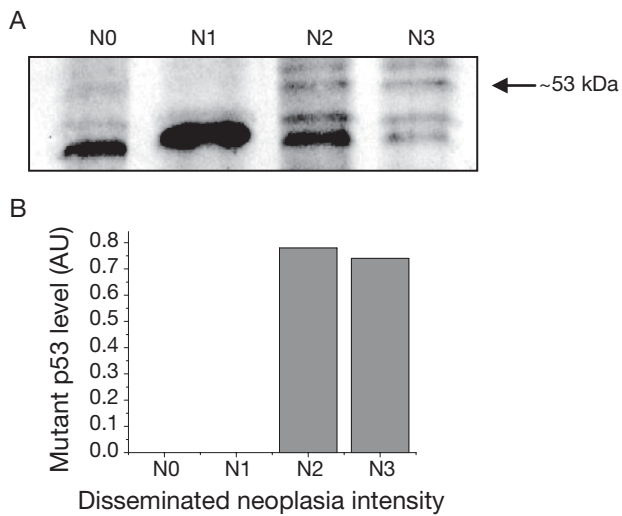 A
N0 N1 N2 N3
~53 kDa
B
Mutant p53 level (AU)
0.8
0.7
0.6
0.5
0.4
0.3
0.2
0.1
0.0
N0 N1 N2 N3
Disseminated neoplasia intensity